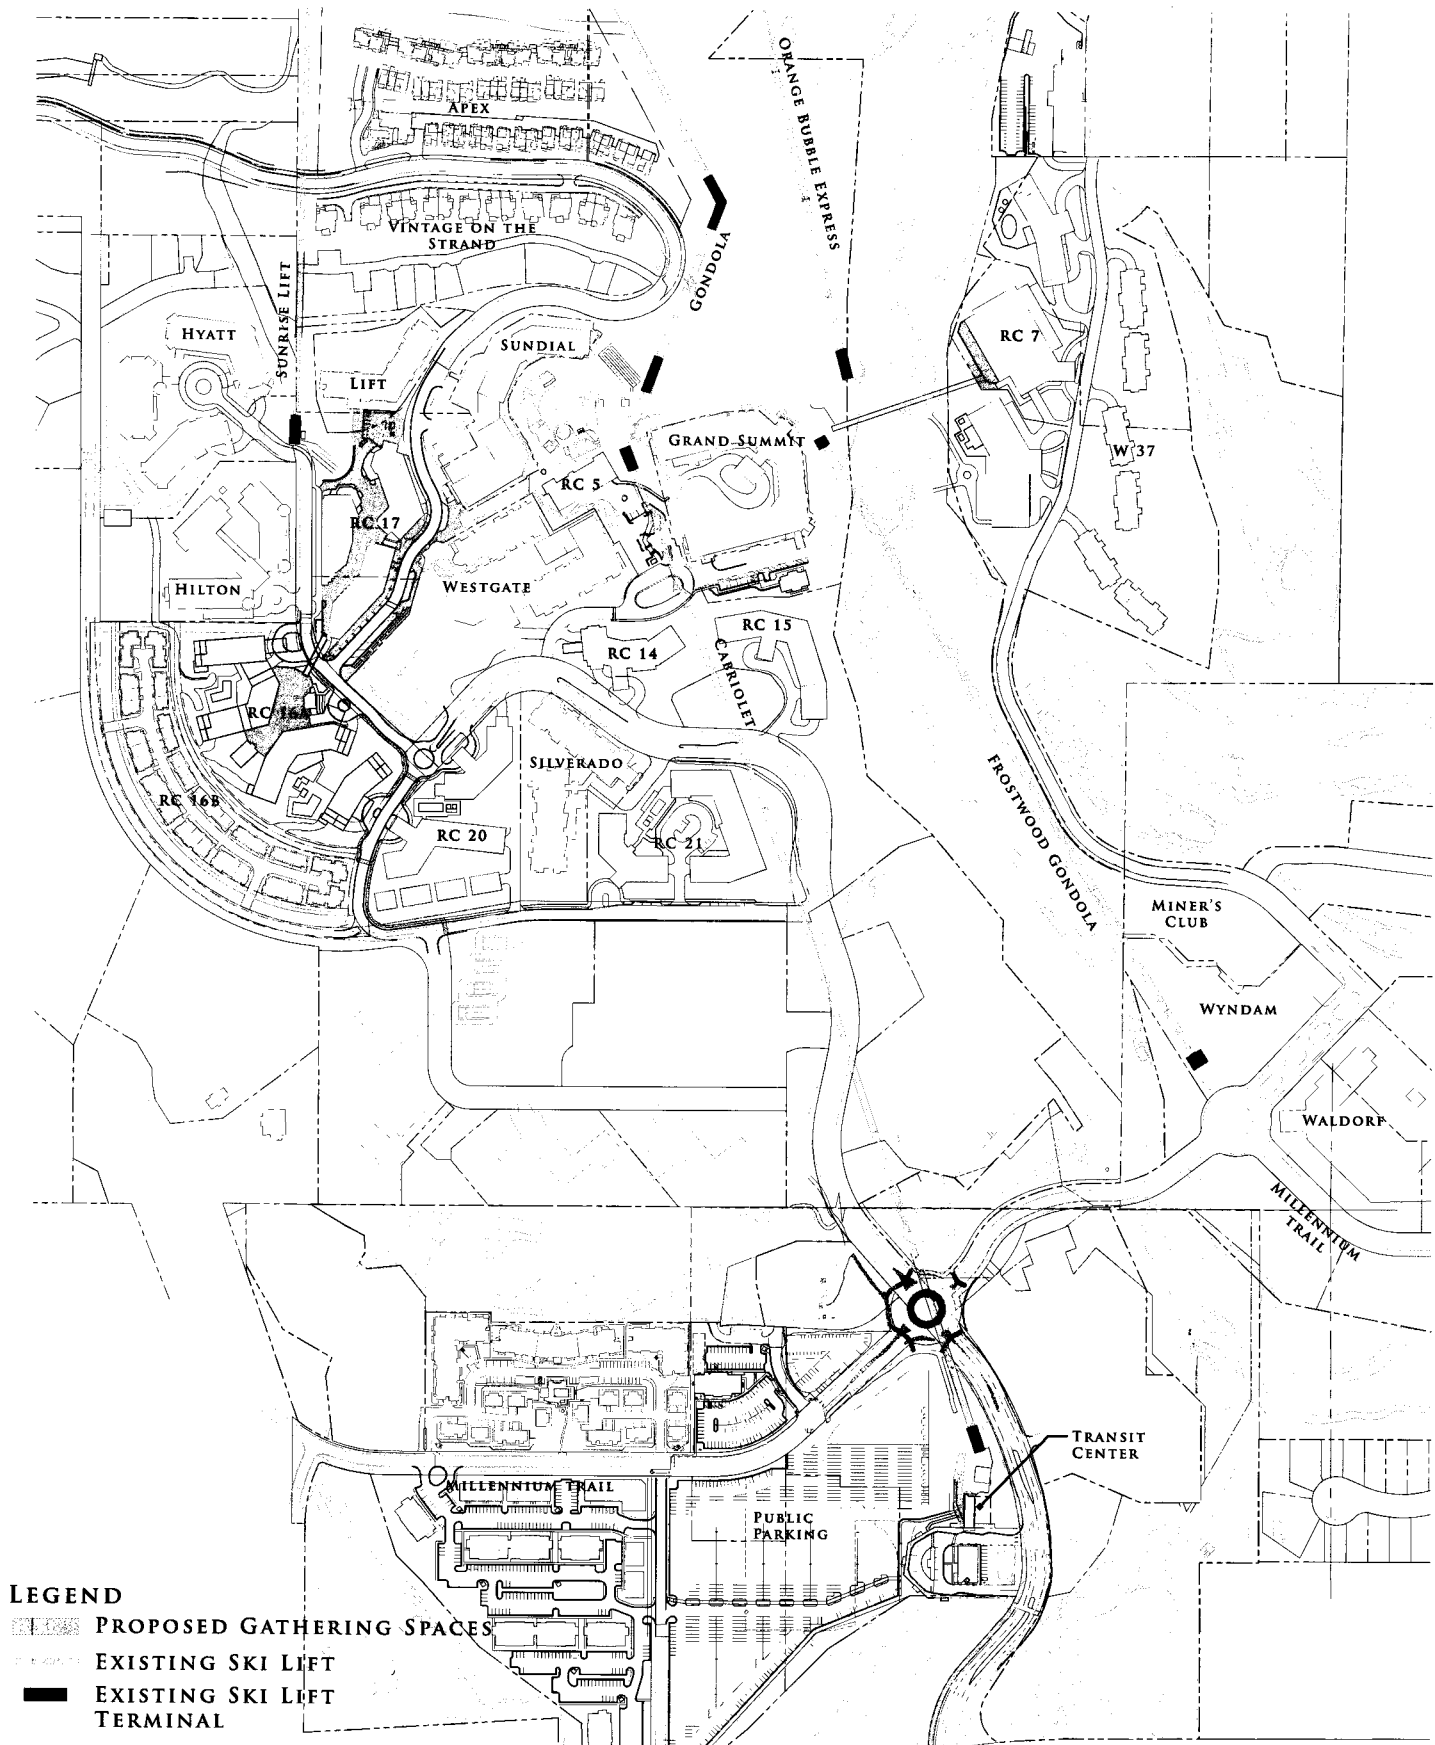 APEX
ORANGE BUBBLE EXPRESS
VINTAGE ON THE
STRAND
GONDOLA
SUNRISE LIFT
HYATT
SUNDIAL
RC 7
LIFT
GRAND SUMMIT
W 37
RC 5
RC 17
HILTON
WESTGATE
RC 15
RC 14
CABRIOLET
RC 16A
SILVERADO
FROSTWOOD GONDOLA
RC 16B
RC 20
RC 21
MINER'S
CLUB
WYNDAM
WALDORF
MILLENNIUM
TRAIL
TRANSIT
CENTER
MILLENNIUM TRAIL
PUBLIC
PARKING
LEGEND
PROPOSED GATHERING SPACES
EXISTING SKI LIFT
EXISTING SKI LIFT
TERMINAL